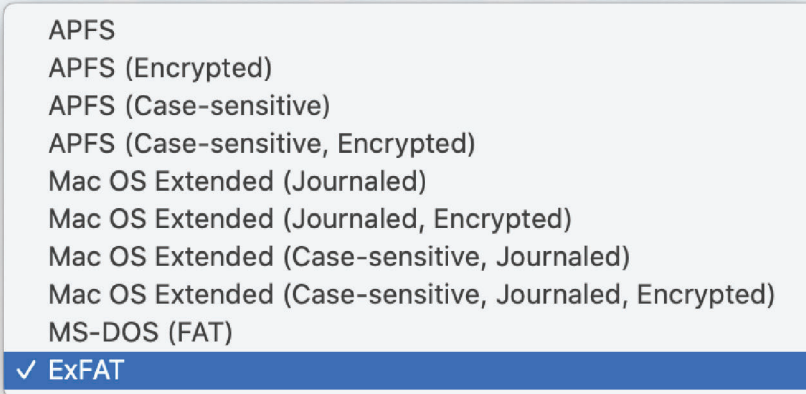 APFS
APFS (Encrypted)
APFS (Case-sensitive)
APFS (Case-sensitive, Encrypted)
Mac OS Extended (Journaled)
Mac OS Extended (Journaled, Encrypted)
Mac OS Extended (Case-sensitive, Journaled)
Mac OS Extended (Case-sensitive, Journaled, Encrypted)
MS-DOS (FAT)
✓ ExFAT